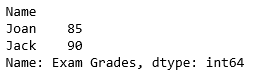 Name
Joan    85
Jack    90
Name: Exam Grades, dtype: int64